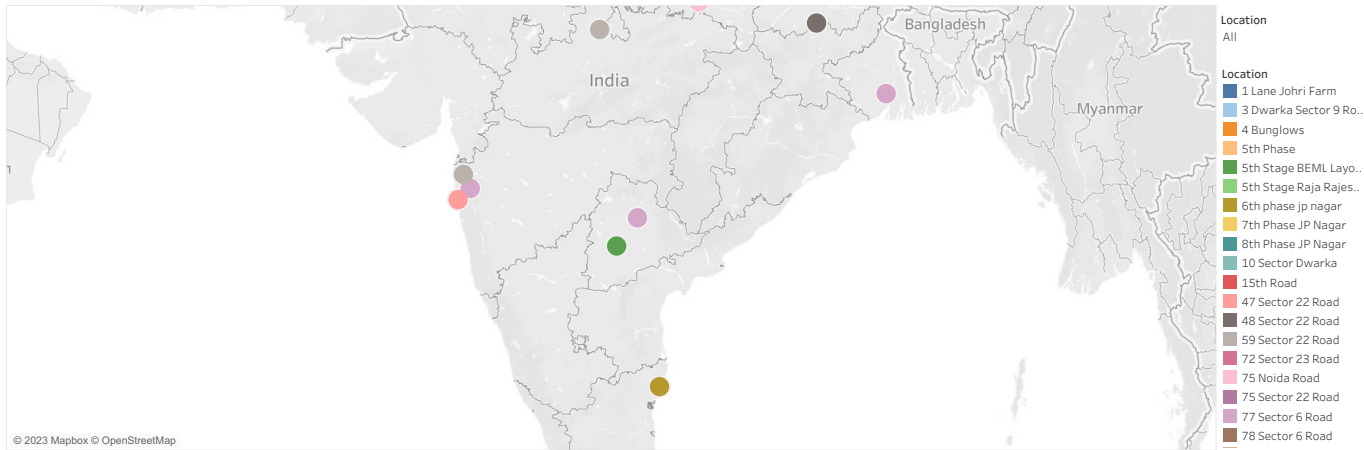 Bangladesh
India
Myanmar
n
© 2023 Mapbox © OpenStreetMap
Location
All
Location
1 Lane Johri Farm
3 Dwarka Sector 9 Ro..
4 Bunglows
5th Phase
5th Stage BEML Layo..
5th Stage Raja Rajes..
6th phase jp nagar
7th Phase JP Nagar
8th Phase JP Nagar
10 Sector Dwarka
15th Road
47 Sector 22 Road
48 Sector 22 Road
59 Sector 22 Road
72 Sector 23 Road
75 Noida Road
75 Sector 22 Road
77 Sector 6 Road
78 Sector 6 Road